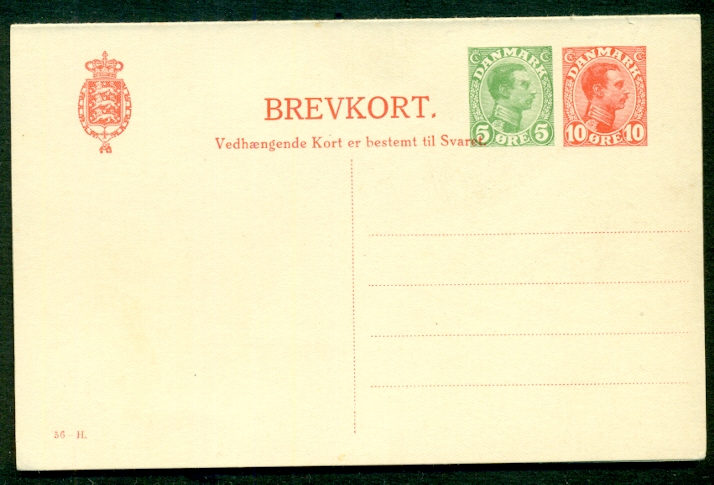 DANMARK
5 5
ØRE
DANMARK
10 10
ØRE
BREVKORT.
Vedhængende Kort er bestemt til Svaret.
56 - H.